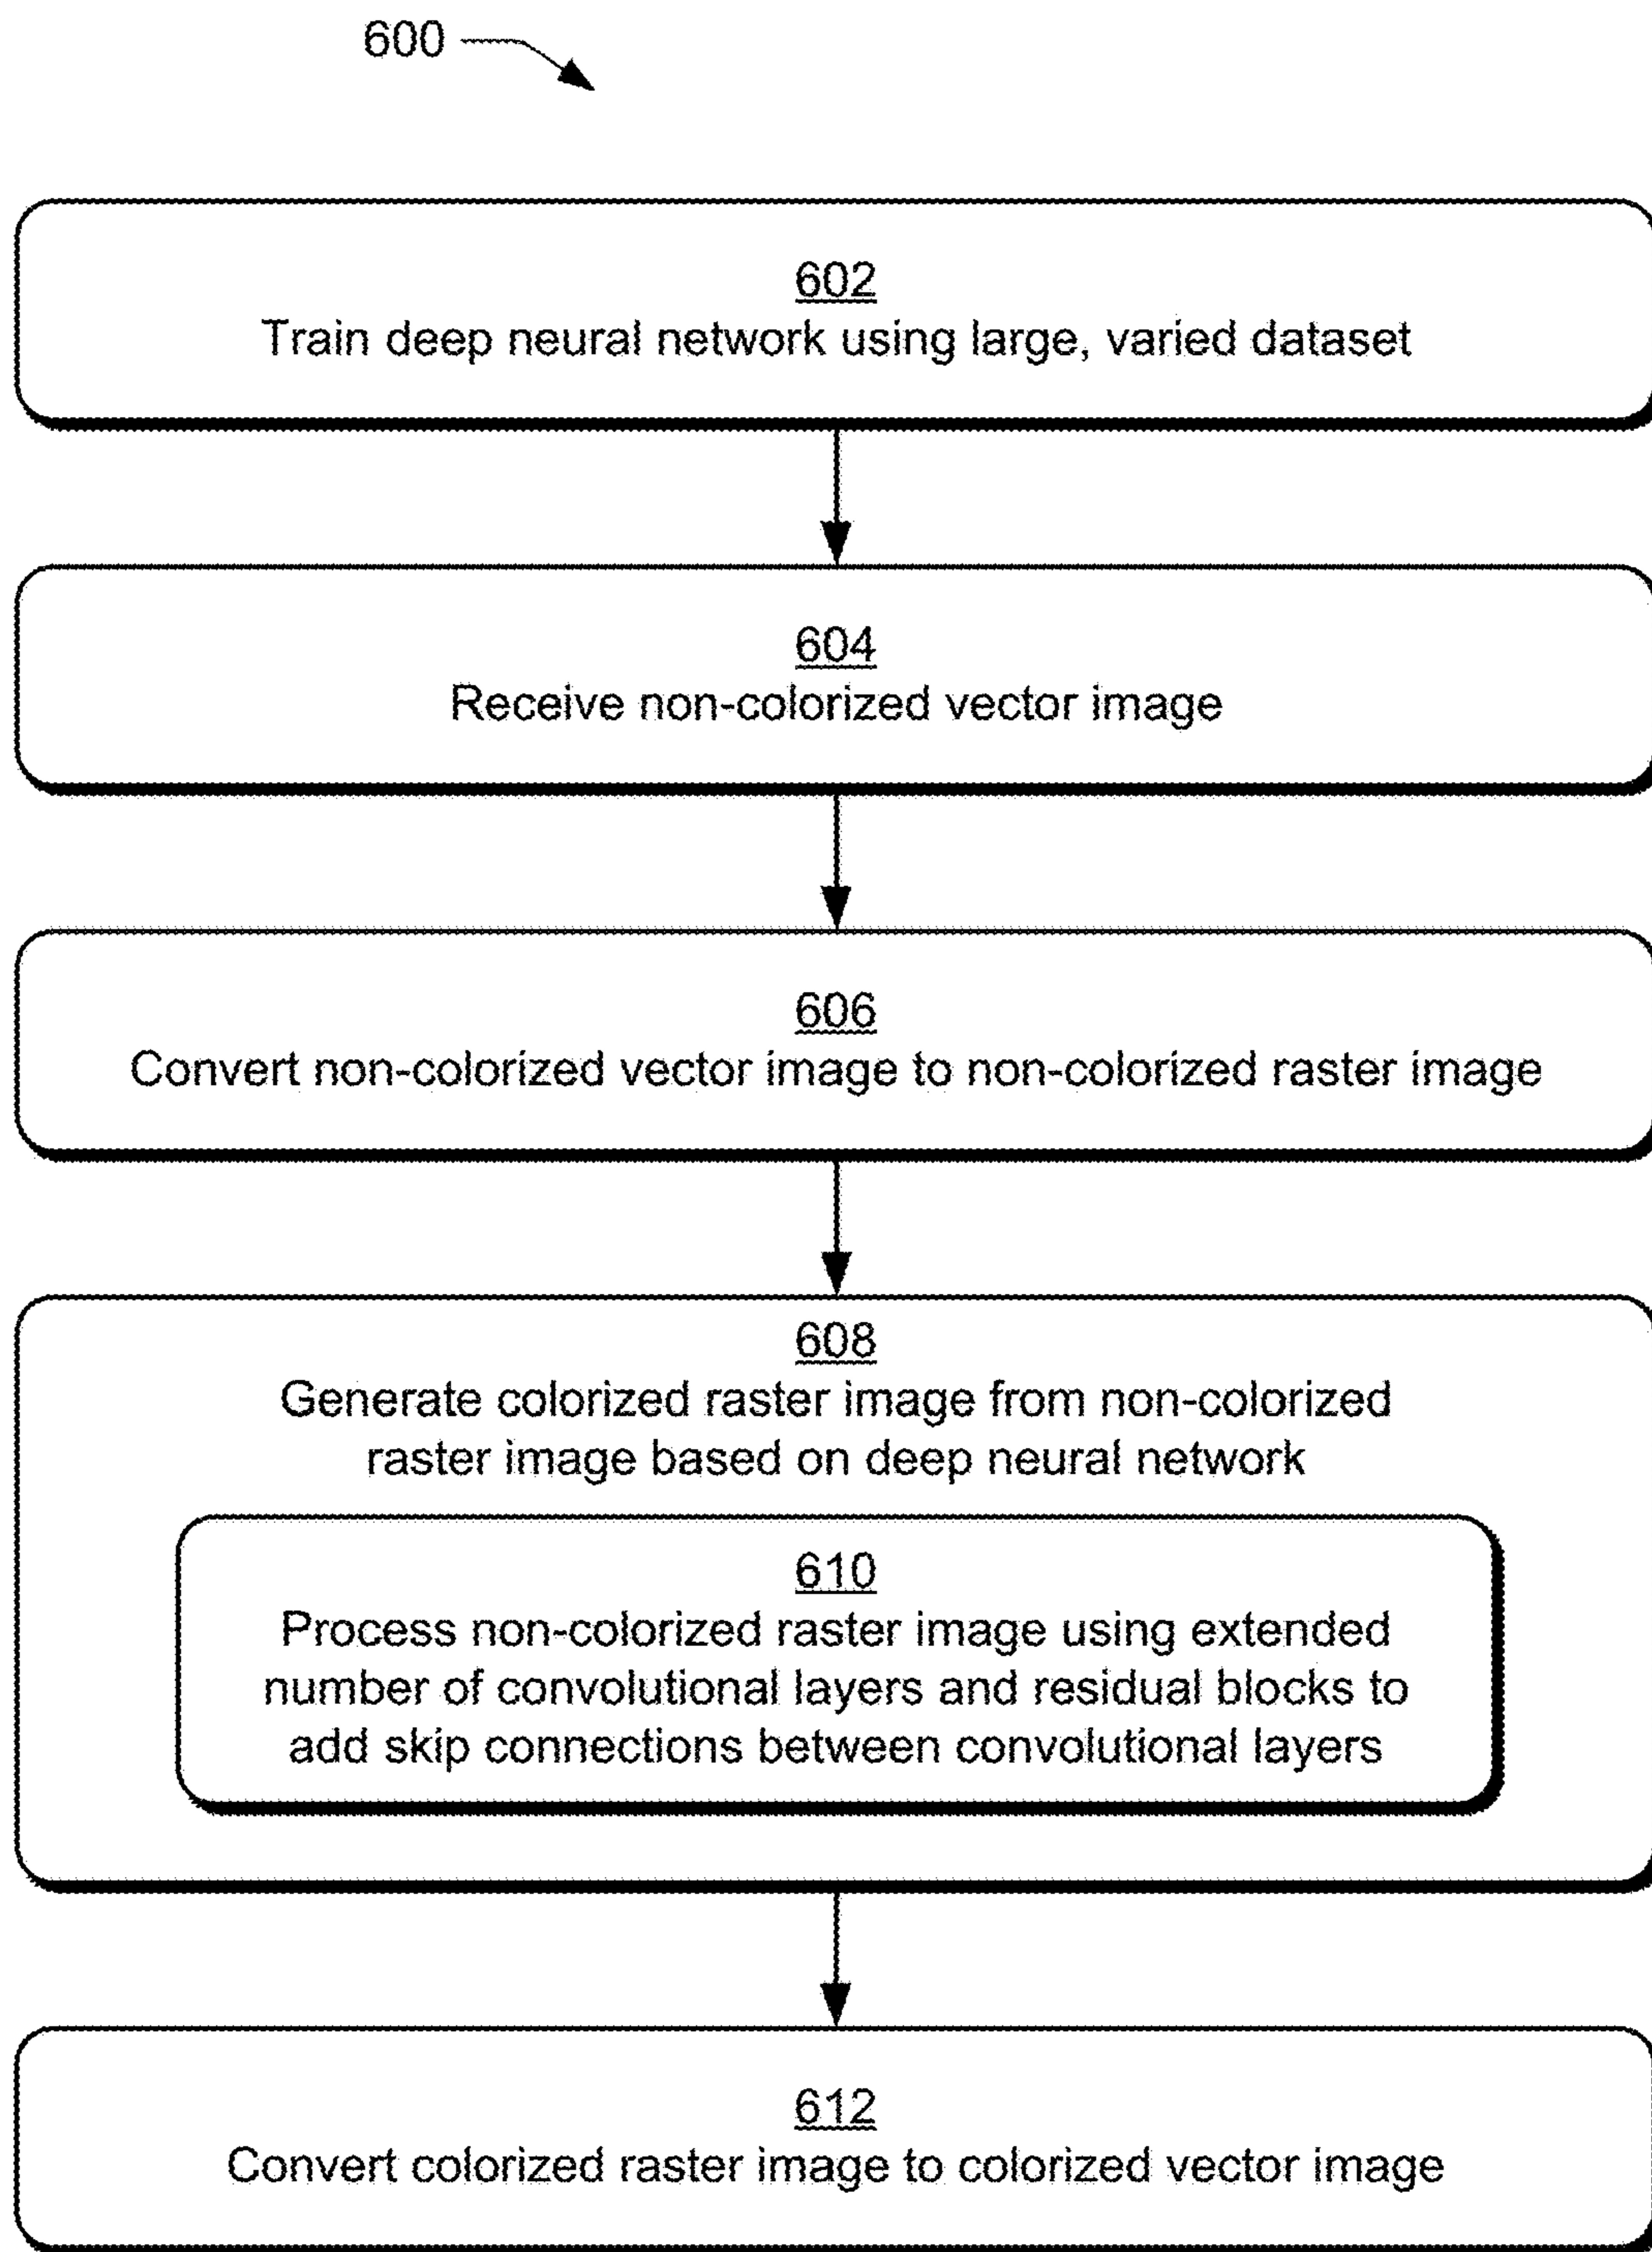 600
602
Train deep neural network using large, varied dataset
604
Receive non-colorized vector image
606
Convert non-colorized vector image to non-colorized raster image
608
Generate colorized raster image from non-colorized
raster image based on deep neural network
610
Process non-colorized raster image using extended
number of convolutional layers and residual blocks to
add skip connections between convolutional layers
612
Convert colorized raster image to colorized vector image